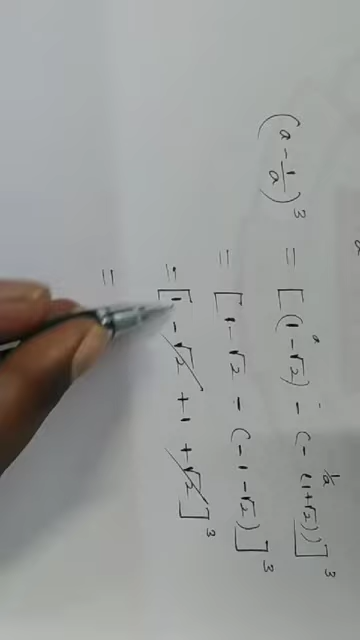 (a - 1/a)³ = [(1 - √2) - (-(1 + √2))]³
= [1 - √2 - (-1 - √2)]³
= [1 - √2 + 1 + √2]³
=